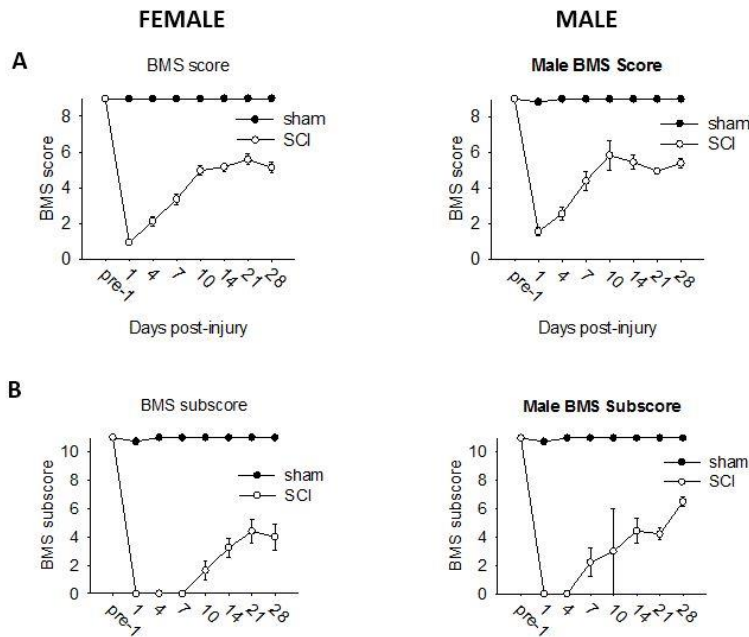 FEMALE
MALE
A
BMS score
Male BMS Score
BMS score
8
6
4
2
0
sham
SCI
pre-1 1 4 7 10 14 21 28
Days post-injury
BMS score
8
6
4
2
0
sham
SCI
pre-1 1 4 7 10 14 21 28
Days post-injury
B
BMS subscore
Male BMS Subscore
BMS subscore
10
8
6
4
2
0
sham
SCI
pre-1 1 4 7 10 14 21 28
BMS subscore
10
8
6
4
2
0
sham
SCI
pre-1 1 4 7 10 14 21 28